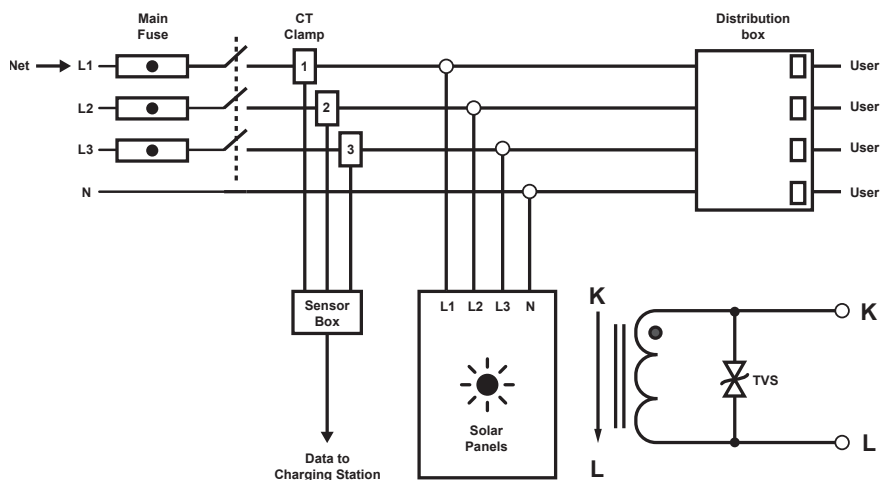 Main
Fuse
CT
Clamp
Distribution
box
Net
L1
1
User
L2
2
User
L3
3
User
N
User
Sensor
Box
L1 L2 L3 N
Solar
Panels
Data to
Charging Station
K
K
TVS
L
L